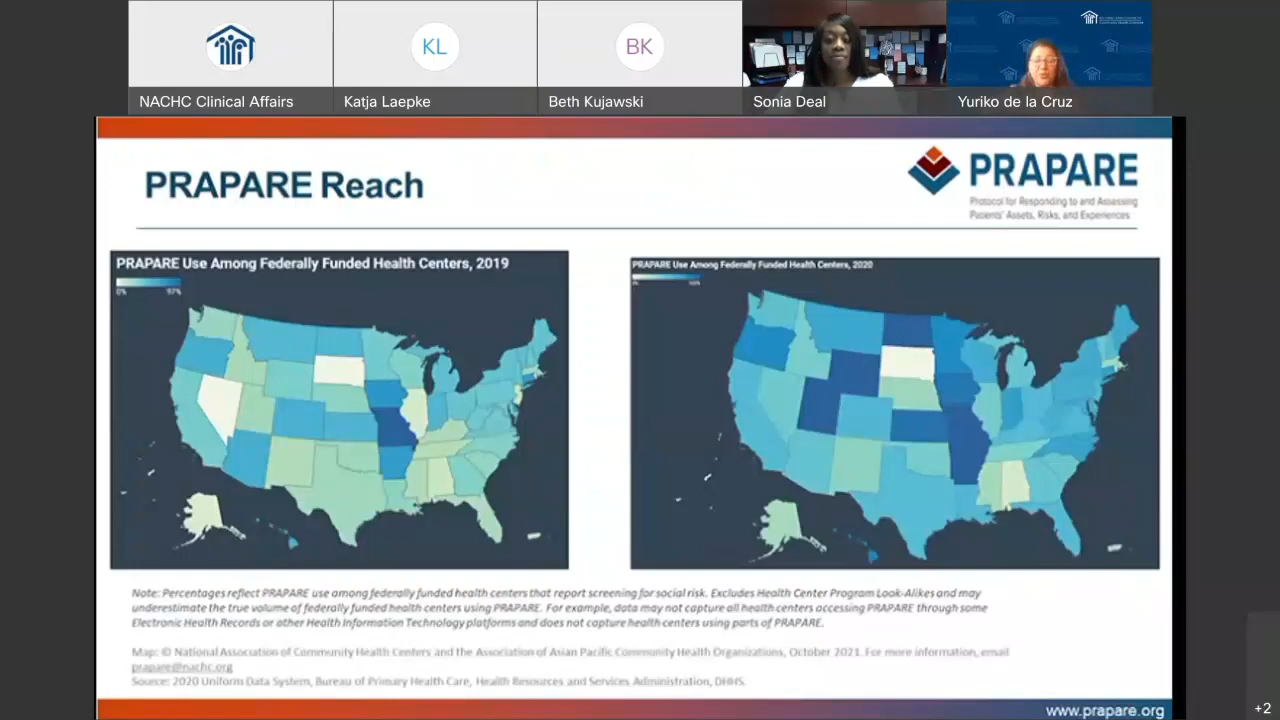 KL
BK
NACHC Clinical Affairs
Katja Laepke
Beth Kujawski
Sonia Deal
Yuriko de la Cruz
PRAPARE Reach
PRAPARE
Protocol for Responding to and Assessing
Patients' Assets, Risks, and Experiences
PRAPARE Use Among Federally Funded Health Centers, 2019
0% 97%
PRAPARE Use Among Federally Funded Health Centers, 2020
Note: Percentages reflect PRAPARE use among federally funded health centers that report screening for social risk. Excludes Health Center Program Look-Alikes and may
underestimate the true volume of federally funded health centers using PRAPARE. For example, data may not capture all health centers accessing PRAPARE through some
Electronic Health Records or other Health Information Technology platforms and does not capture health centers using parts of PRAPARE.
Map: © National Association of Community Health Centers and the Association of Asian Pacific Community Health Organizations, October 2021. For more information, email
prapare@nachc.org
Source: 2020 Uniform Data System, Bureau of Primary Health Care, Health Resources and Services Administration, DHHS.
www.prapare.org
+2